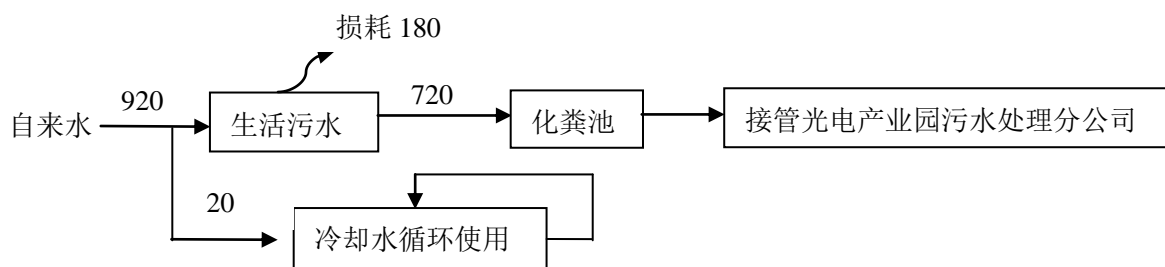 损耗 180
920
720
自来水
生活污水
化粪池
接管光电产业园污水处理分公司
20
冷却水循环使用